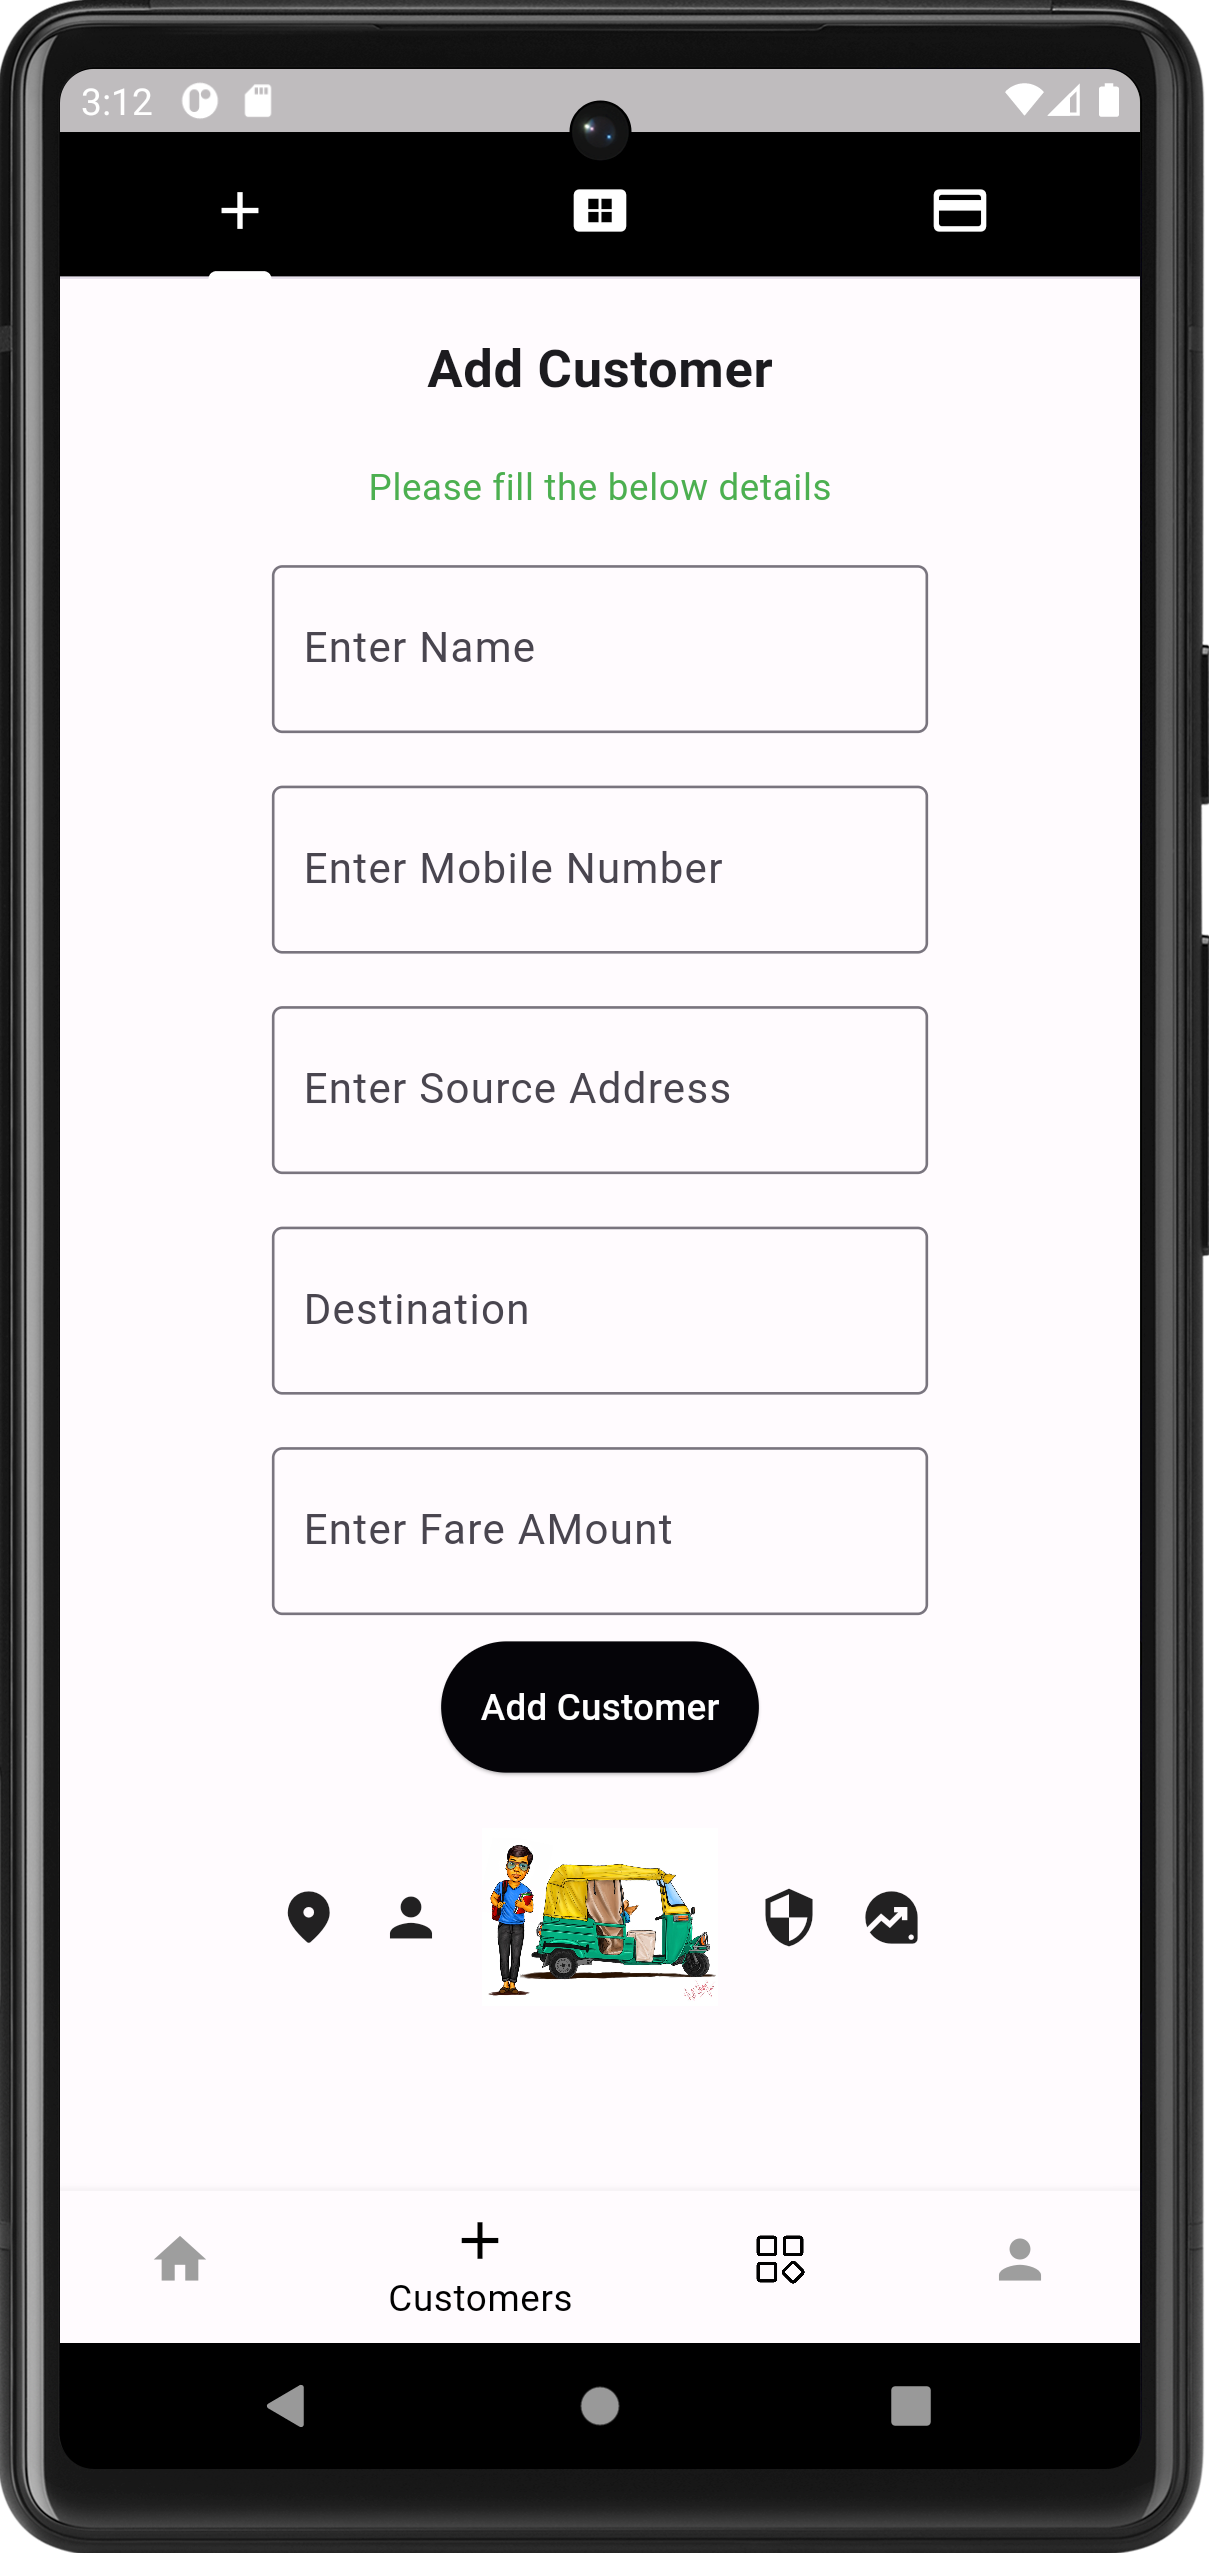 3:12
Add Customer
Please fill the below details
Enter Name
Enter Mobile Number
Enter Source Address
Destination
Enter Fare AMount
Add Customer
Customers